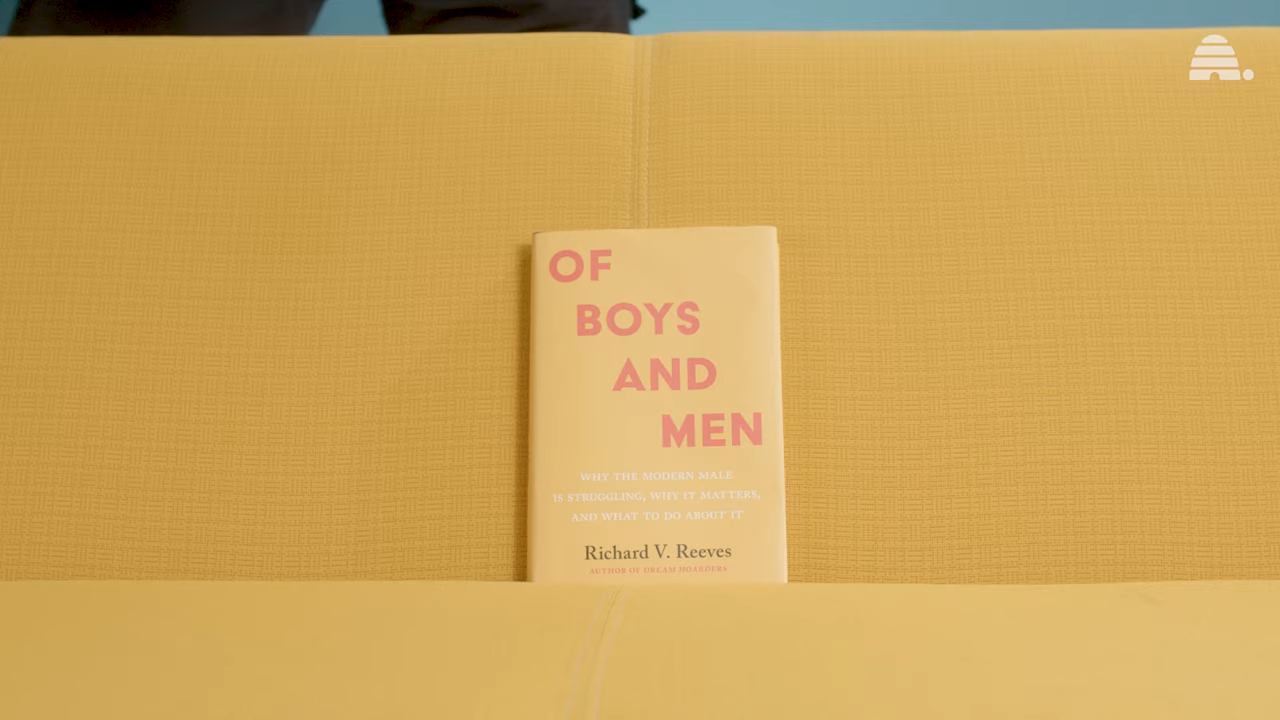 OF
BOYS
AND
MEN
WHY THE MODERN MALE
IS STRUGGLING, WHY IT MATTERS,
AND WHAT TO DO ABOUT IT
Richard V. Reeves
AUTHOR OF DREAM HOARDERS